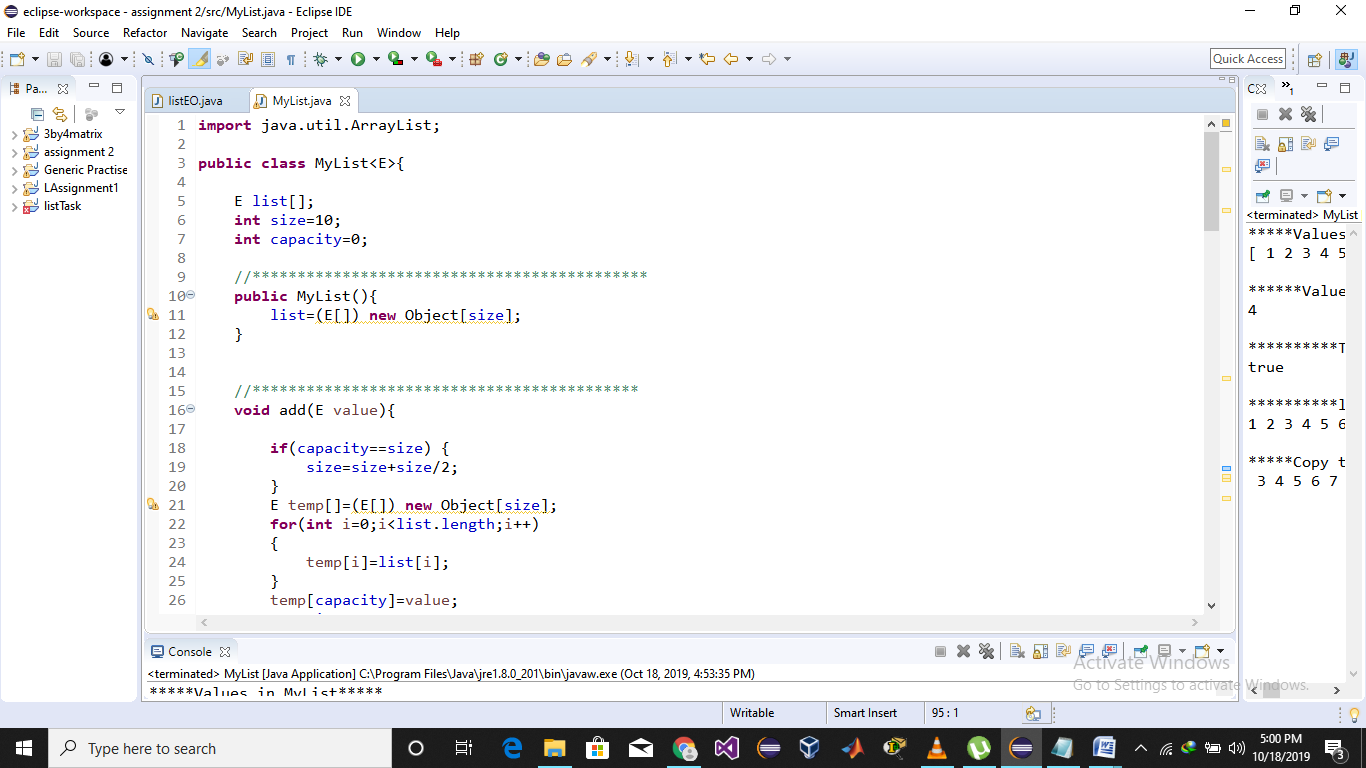 eclipse-workspace - assignment 2/src/MyList.java - Eclipse IDE
File Edit Source Refactor Navigate Search Project Run Window Help
Quick Access
Pa...
3by4matrix
assignment 2
Generic Practise
LAssignment1
listTask
listEO.java MyList.java
1 import java.util.ArrayList;
2
3 public class MyList<E>{
4
5 E list[];
6 int size=10;
7 int capacity=0;
8
9 //********************************************
10 public MyList(){
11 list=(E[]) new Object[size];
12 }
13
14
15 //*******************************************
16 void add(E value){
17
18 if(capacity==size) {
19 size=size+size/2;
20 }
21 E temp[]=(E[]) new Object[size];
22 for(int i=0;i<list.length;i++)
23 {
24 temp[i]=list[i];
25 }
26 temp[capacity]=value;
C
1
<terminated> MyList
*****Values
[ 1 2 3 4 5
******Value
4
**********T
true
**********l
1 2 3 4 5 6
*****Copy t
3 4 5 6 7
Console
<terminated> MyList [Java Application] C:\Program Files\Java\jre1.8.0_201\bin\javaw.exe (Oct 18, 2019, 4:53:35 PM)
*****Values in MyList*****
Activate Windows
Go to Settings to activate Windows.
Writable Smart Insert 95 : 1
Type here to search
5:00 PM
10/18/2019
3